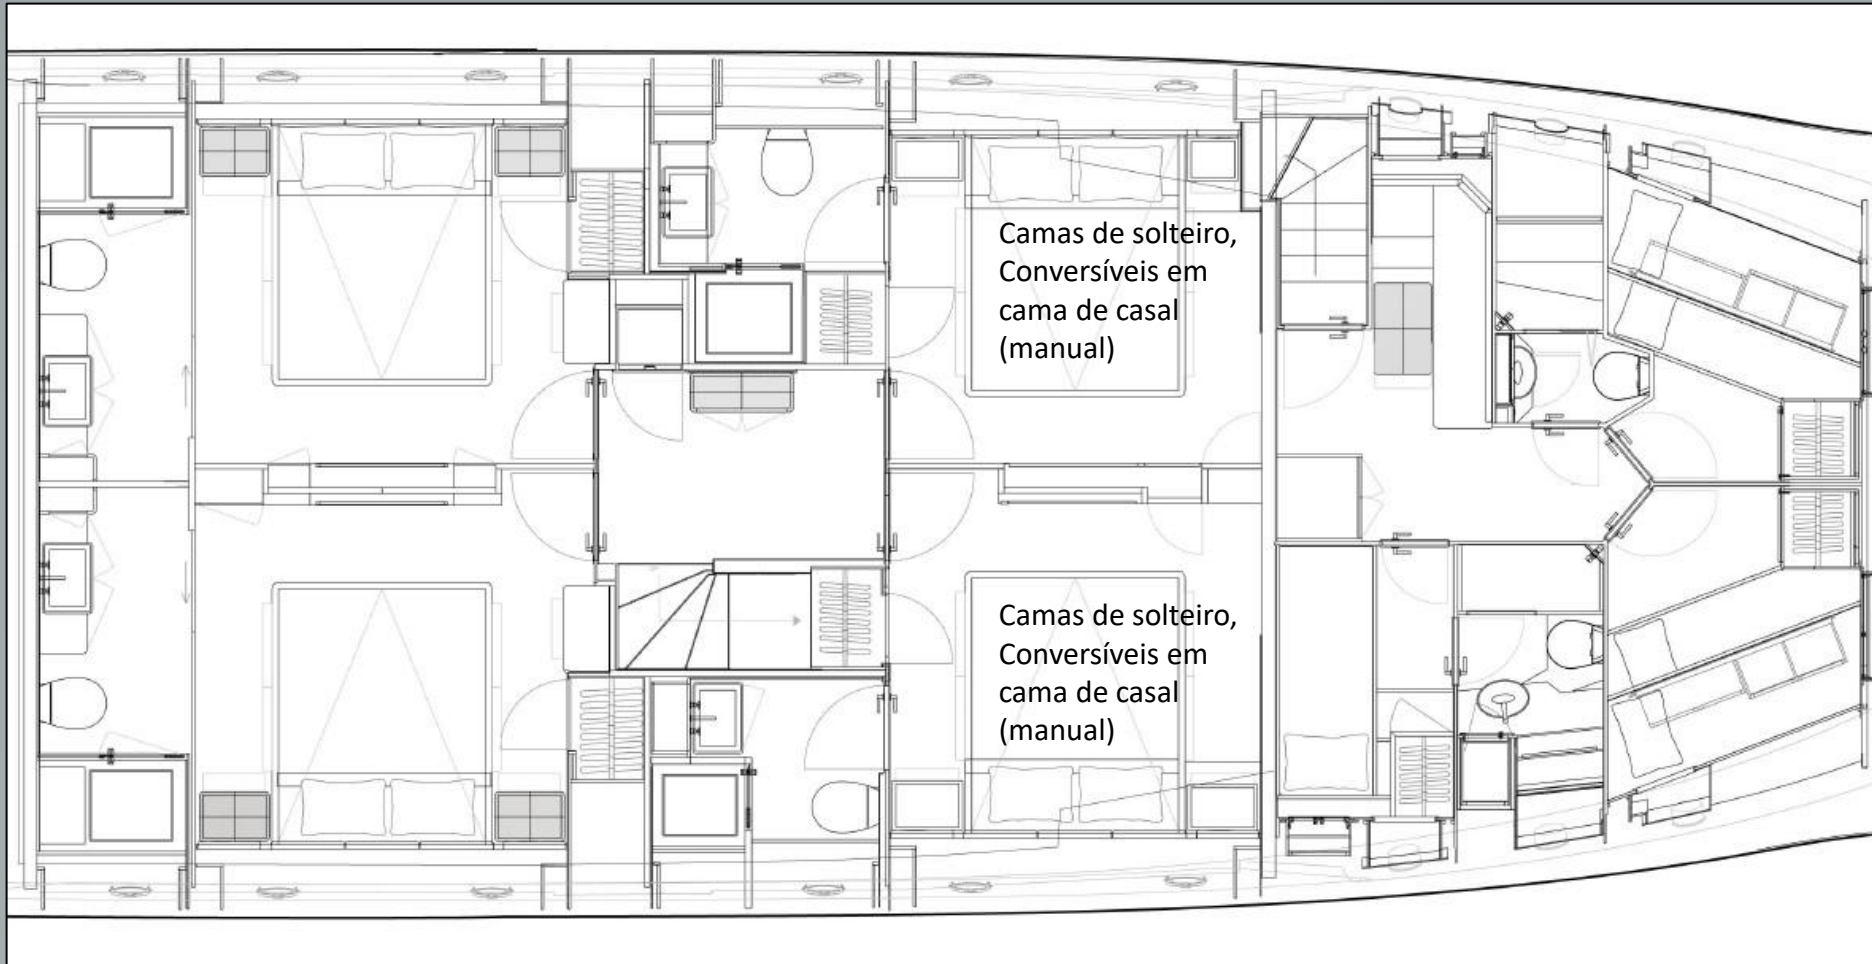 Camas de solteiro,
Conversíveis em
cama de casal
(manual)
Camas de solteiro,
Conversíveis em
cama de casal
(manual)